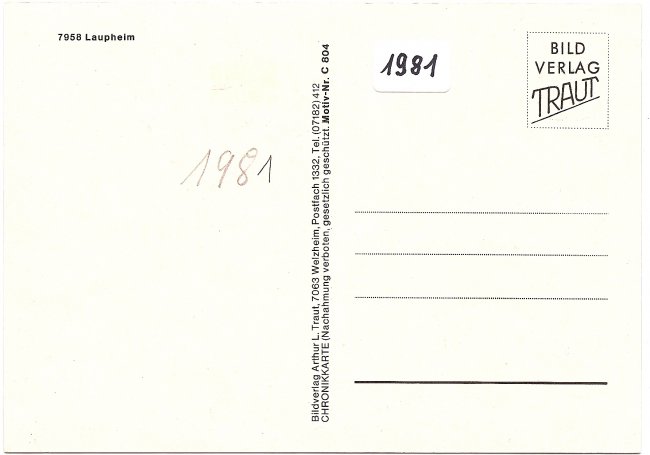 7958 Laupheim
1981
Bildverlag Arthur L. Traut, 7063 Welzheim, Postfach 1332, Tel. (07182) 412
CHRONIKKARTE (Nachahmung verboten, gesetzlich geschützt. Motiv-Nr. C 804
1981
BILD
VERLAG
TRAUT